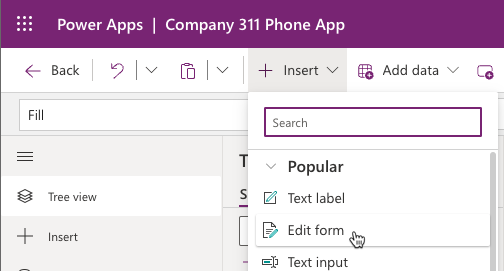 Power Apps | Company 311 Phone App
Back Insert Add data
Fill
Search
Popular
Tree view Text label
Edit form
Insert
Text input